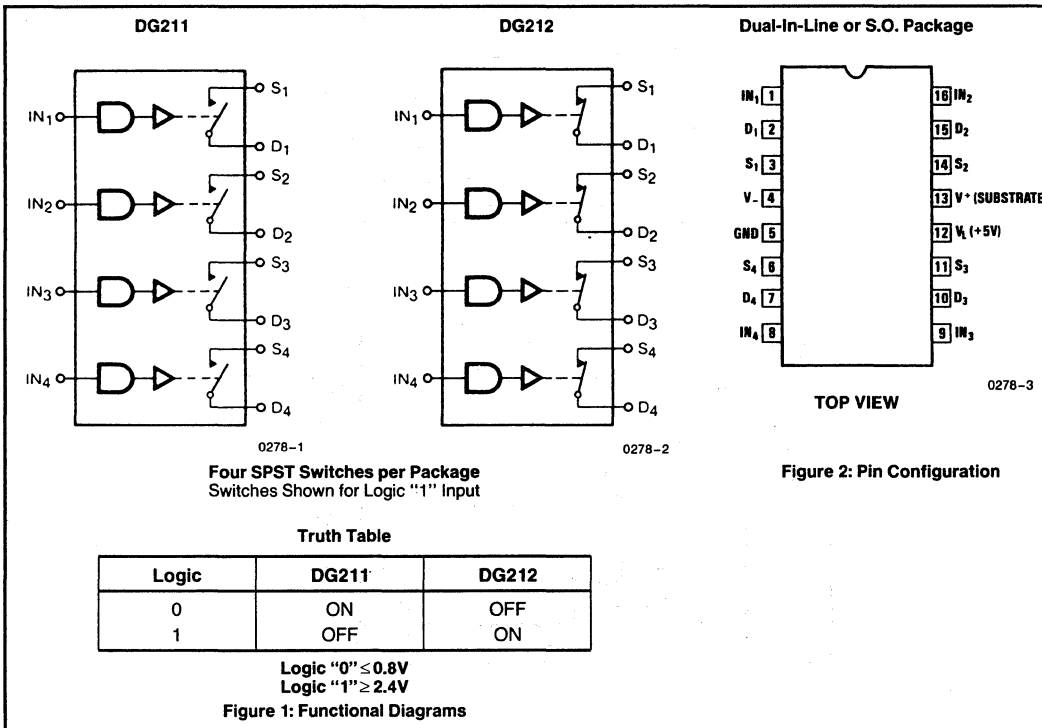 DG211
IN1
S1
D1
IN2
S2
D2
IN3
S3
D3
IN4
S4
D4
0278-1
DG212
IN1
S1
D1
IN2
S2
D2
IN3
S3
D3
IN4
S4
D4
0278-2
Four SPST Switches per Package
Switches Shown for Logic "1" Input
Dual-In-Line or S.O. Package
IN1 1 16 IN2
D1 2 15 D2
S1 3 14 S2
V- 4 13 V+ (SUBSTRATE
GND 5 12 VL (+5V)
S4 6 11 S3
D4 7 10 D3
IN4 8 9 IN3
0278-3
TOP VIEW
Figure 2: Pin Configuration
Truth Table
Logic DG211 DG212
0 ON OFF
1 OFF ON
Logic "0" ≤ 0.8V
Logic "1" ≥ 2.4V
Figure 1: Functional Diagrams